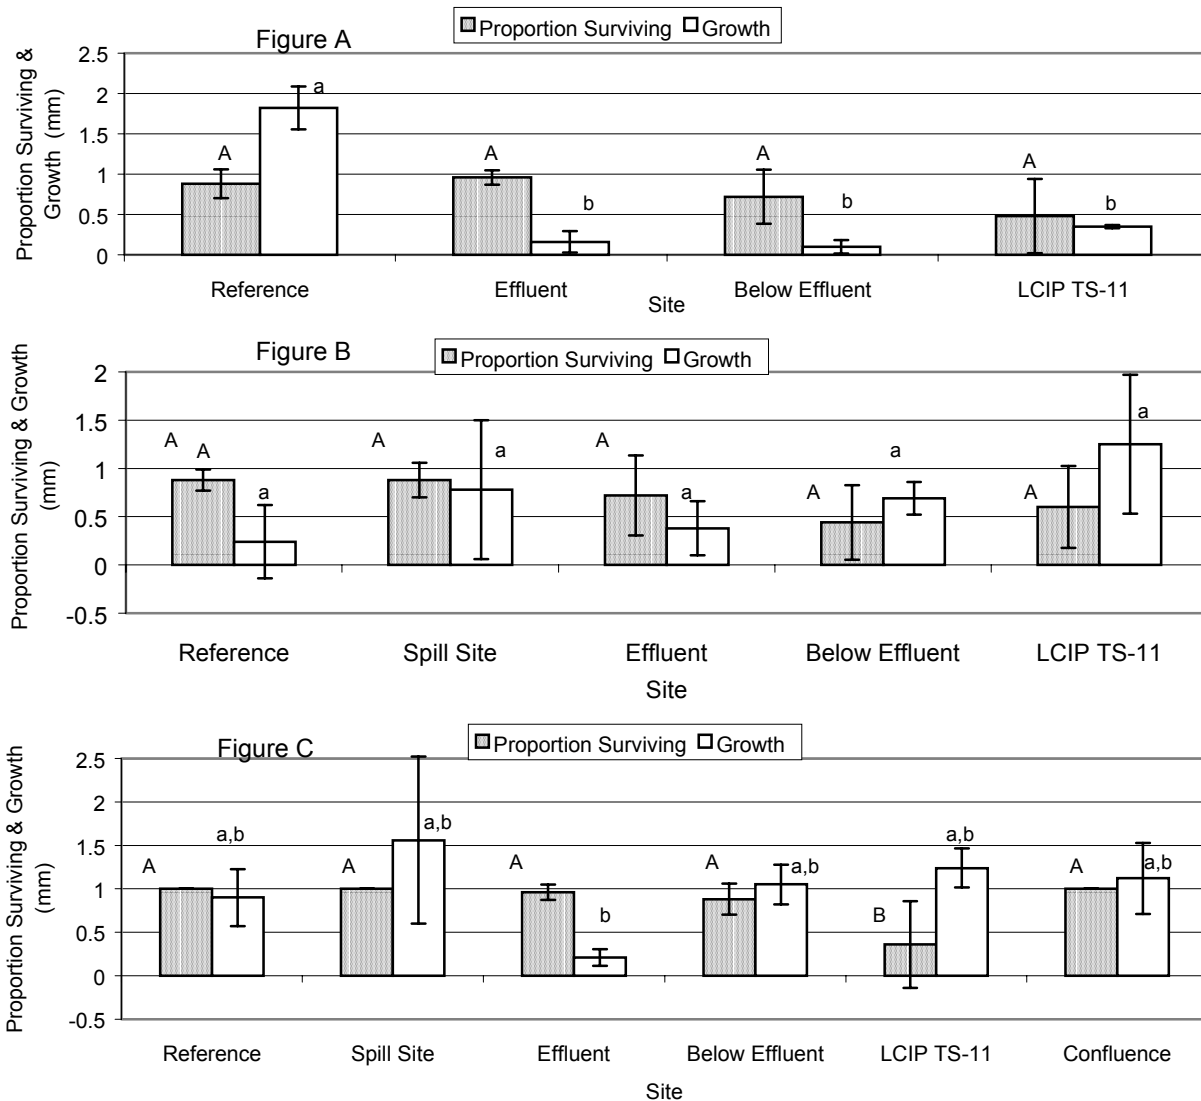 Figure A
Proportion Surviving Growth
Proportion Surviving &
Growth (mm)
2.5
2
1.5
1
0.5
0
A a A b A b A b
Reference Effluent Below Effluent LCIP TS-11
Site
Figure B
Proportion Surviving Growth
Proportion Surviving & Growth
(mm)
2
1.5
1
0.5
0
-0.5
A A a A a A a A a A a
Reference Spill Site Effluent Below Effluent LCIP TS-11
Site
Figure C
Proportion Surviving Growth
Proportion Surviving & Growth
(mm)
2.5
2
1.5
1
0.5
0
-0.5
A a,b A a,b A b A a,b B a,b A a,b
Reference Spill Site Effluent Below Effluent LCIP TS-11 Confluence
Site